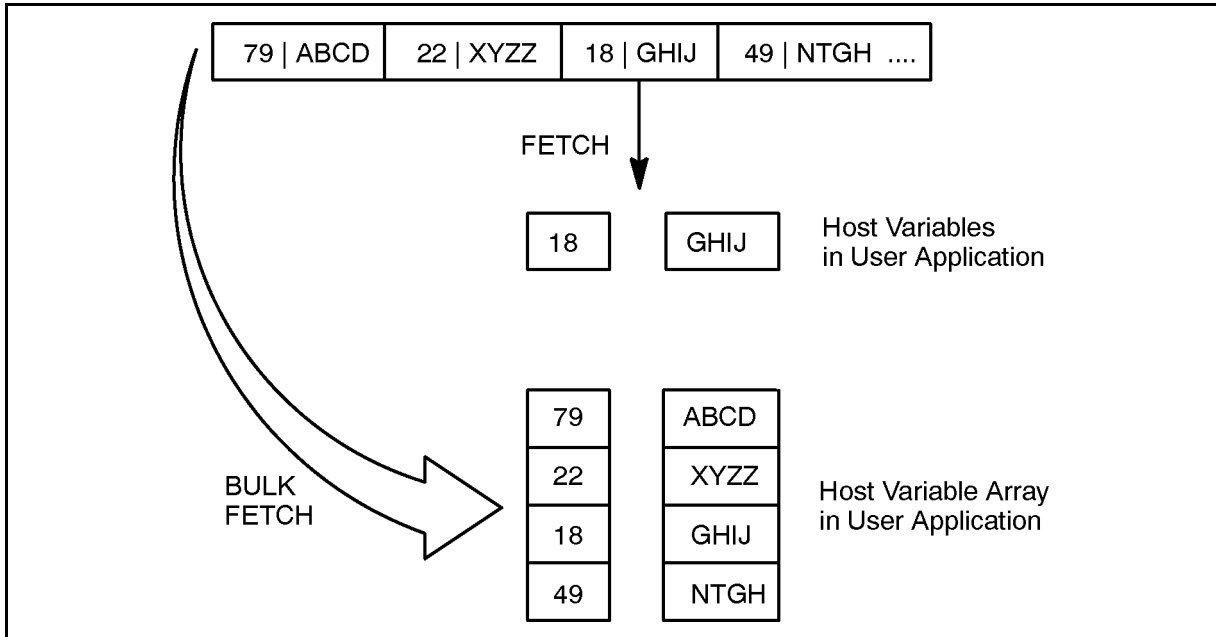 79 | ABCD 22 | XYZZ 18 | GHIJ 49 | NTGH ....
FETCH
18 GHIJ
Host Variables
in User Application
79 ABCD
22 XYZZ
18 GHIJ
49 NTGH
BULK
FETCH
Host Variable Array
in User Application